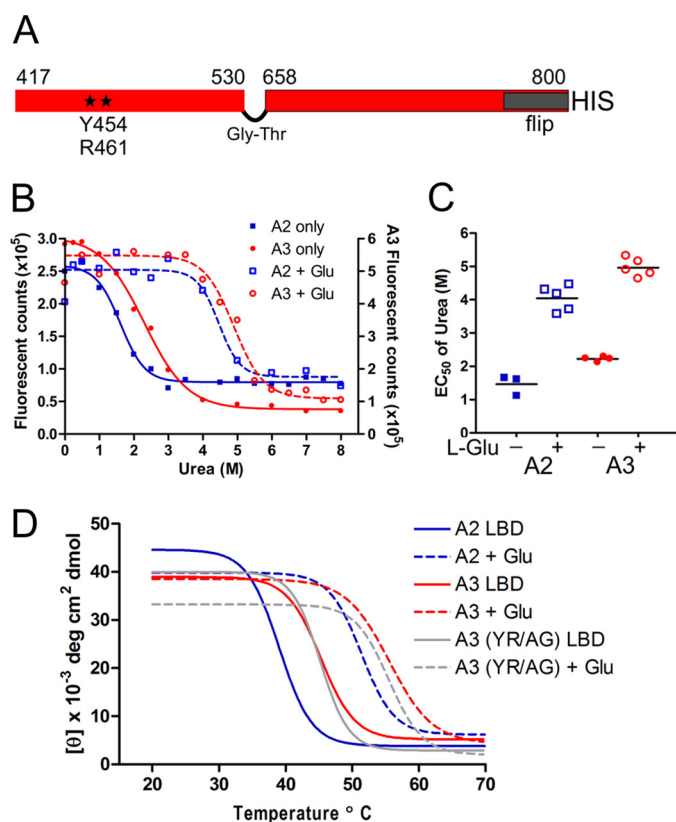 A
417 530 658 800
★★ HIS
Y454 Gly-Thr flip
R461
B
A2 only
A3 only
A2 + Glu
A3 + Glu
Fluorescent counts (x10⁵)
3.0
2.5
2.0
1.5
1.0
0.5
0.0
A3 Fluorescent counts (x10⁵)
6
5
4
3
2
1
0
0 1 2 3 4 5 6 7 8
Urea (M)
C
EC₅₀ of Urea (M)
6
5
4
3
2
1
0
L-Glu − + − +
A2 A3
D
[θ] x 10⁻³ deg cm² dmol
50
40
30
20
10
0
20 30 40 50 60 70
Temperature ° C
A2 LBD
A2 + Glu
A3 LBD
A3 + Glu
A3 (YR/AG) LBD
A3 (YR/AG) + Glu